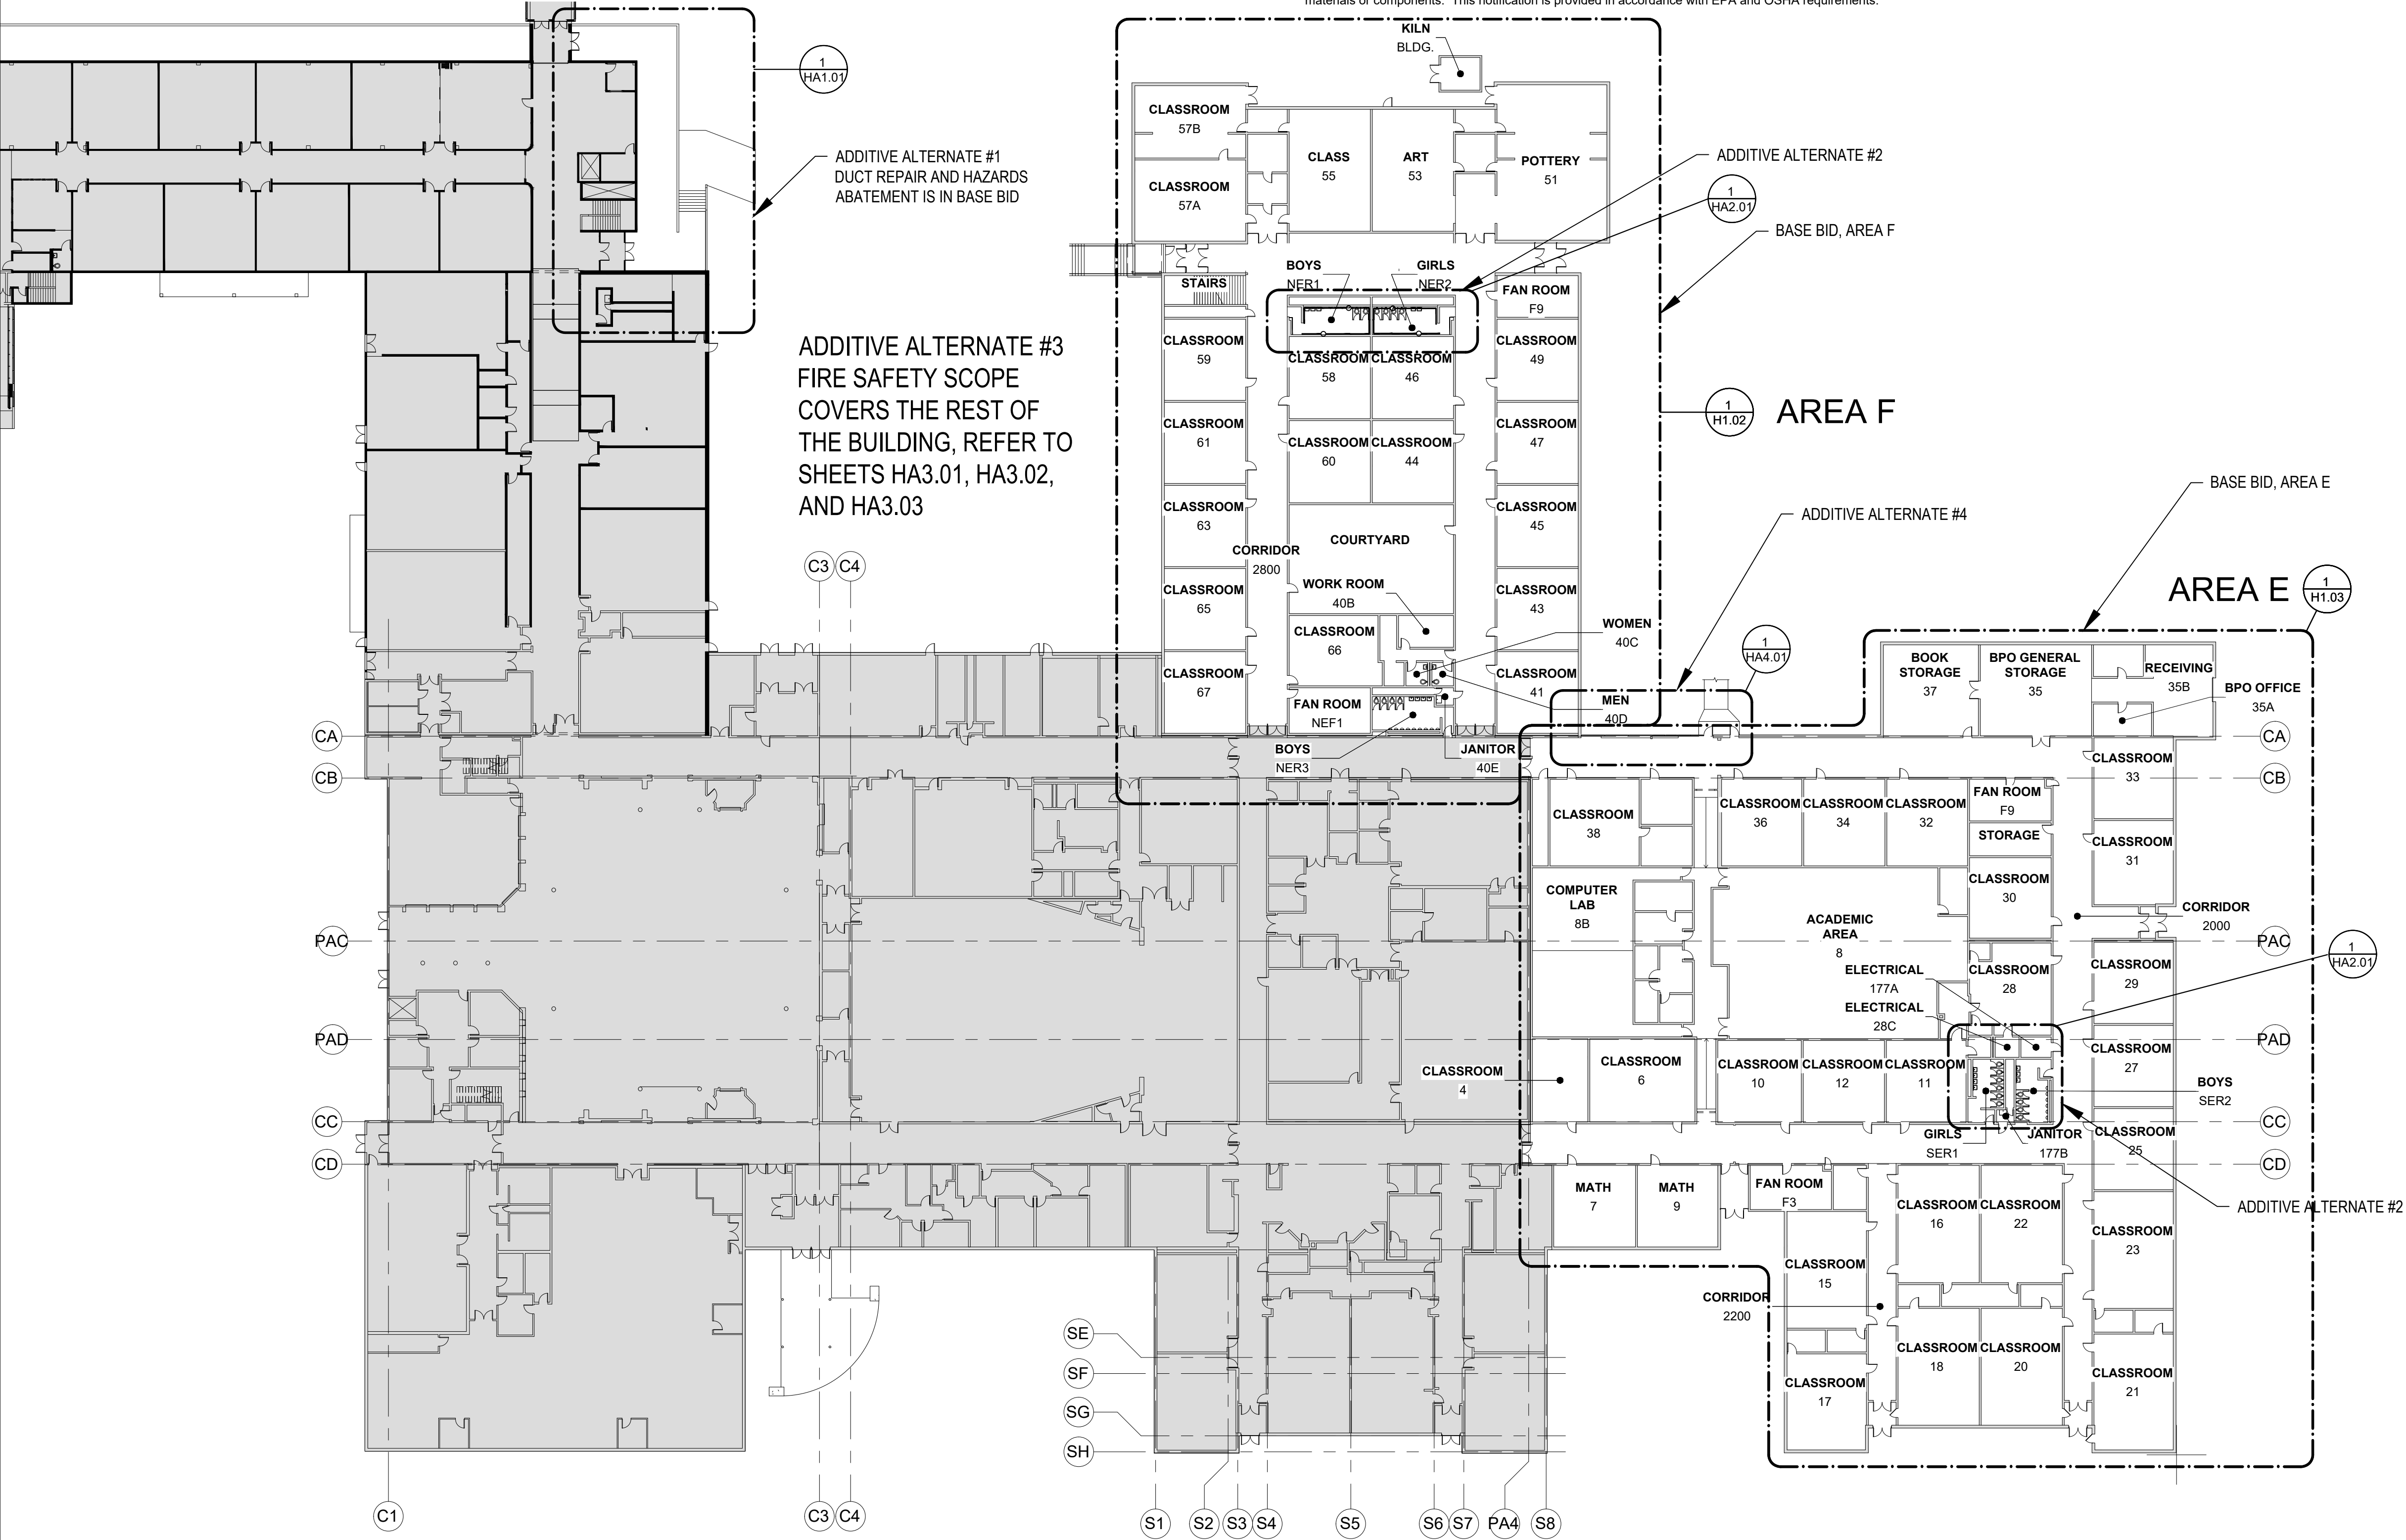 materials or components. This notification is provided in accordance with EPA and OSHA requirements.
KILN
BLDG.
1
HA1.01
CLASSROOM
57B
CLASS
55
ART
53
POTTERY
51
CLASSROOM
57A
ADDITIVE ALTERNATE #1
DUCT REPAIR AND HAZARDS
ABATEMENT IS IN BASE BID
ADDITIVE ALTERNATE #2
1
HA2.01
BASE BID, AREA F
BOYS
NER1
GIRLS
NER2
STAIRS
FAN ROOM
F9
ADDITIVE ALTERNATE #3
FIRE SAFETY SCOPE
COVERS THE REST OF
THE BUILDING, REFER TO
SHEETS HA3.01, HA3.02,
AND HA3.03
CLASSROOM
59
CLASSROOM
58
CLASSROOM
46
CLASSROOM
49
1
H1.02
AREA F
CLASSROOM
61
CLASSROOM
60
CLASSROOM
44
CLASSROOM
47
BASE BID, AREA E
CLASSROOM
63
CLASSROOM
45
ADDITIVE ALTERNATE #4
COURTYARD
CORRIDOR
2800
C3
C4
WORK ROOM
40B
CLASSROOM
65
CLASSROOM
43
AREA E
1
H1.03
CLASSROOM
66
WOMEN
40C
1
HA4.01
CLASSROOM
67
CLASSROOM
41
BOOK
STORAGE
37
BPO GENERAL
STORAGE
35
RECEIVING
35B
BPO OFFICE
35A
FAN ROOM
NEF1
MEN
40D
CA
CA
BOYS
NER3
JANITOR
40E
CB
CB
CLASSROOM
33
CLASSROOM
38
CLASSROOM
36
CLASSROOM
34
CLASSROOM
32
FAN ROOM
F9
STORAGE
CLASSROOM
31
COMPUTER
LAB
8B
CLASSROOM
30
ACADEMIC
AREA
8
CORRIDOR
2000
PAC
PAC
1
HA2.01
ELECTRICAL
177A
CLASSROOM
28
CLASSROOM
29
ELECTRICAL
28C
PAD
PAD
CLASSROOM
4
CLASSROOM
6
CLASSROOM
10
CLASSROOM
12
CLASSROOM
11
CLASSROOM
27
BOYS
SER2
CC
CC
GIRLS
SER1
JANITOR
177B
CLASSROOM
25
CD
CD
MATH
7
MATH
9
FAN ROOM
F3
CLASSROOM
16
CLASSROOM
22
ADDITIVE ALTERNATE #2
CLASSROOM
23
CLASSROOM
15
CORRIDOR
2200
SE
SF
CLASSROOM
18
CLASSROOM
20
CLASSROOM
17
CLASSROOM
21
SG
SH
C1
C3
C4
S1
S2
S3
S4
S5
S6
S7
PA4
S8